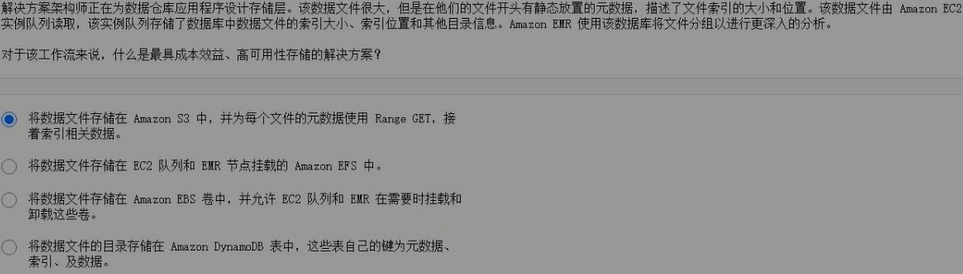 解决方案架构师正在为数据仓库应用程序设计存储层。该数据文件很大，但是在他们的文件开头有静态放置的元数据，描述了文件索引的大小和位置。该数据文件由 Amazon EC2
实例队列读取，该实例队列存储了数据库中数据文件的索引大小、索引位置和其他目录信息。Amazon EMR 使用该数据库将文件分组以进行更深入的分析。
对于该工作流来说，什么是最具成本效益、高可用性存储的解决方案？
将数据文件存储在 Amazon S3 中，并为每个文件的元数据使用 Range GET，接
着索引相关数据。
将数据文件存储在 EC2 队列和 EMR 节点挂载的 Amazon EFS 中。
将数据文件存储在 Amazon EBS 卷中，并允许 EC2 队列和 EMR 在需要时挂载和
卸载这些卷。
将数据文件的目录存储在 Amazon DynamoDB 表中，这些表自己的键为元数据、
索引、及数据。